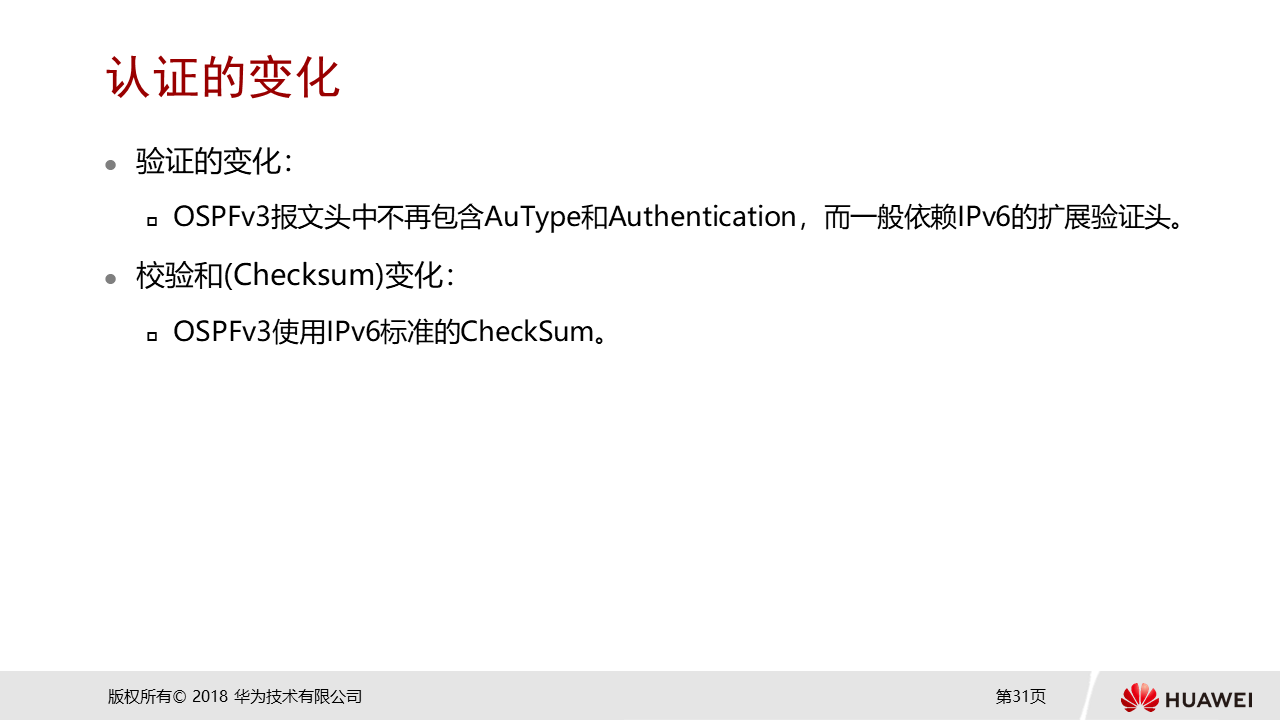 认证的变化
验证的变化：
OSPFv3报文头中不再包含AuType和Authentication，而一般依赖IPv6的扩展验证头。
校验和(Checksum)变化：
OSPFv3使用IPv6标准的CheckSum。
版权所有© 2018 华为技术有限公司
第31页
HUAWEI